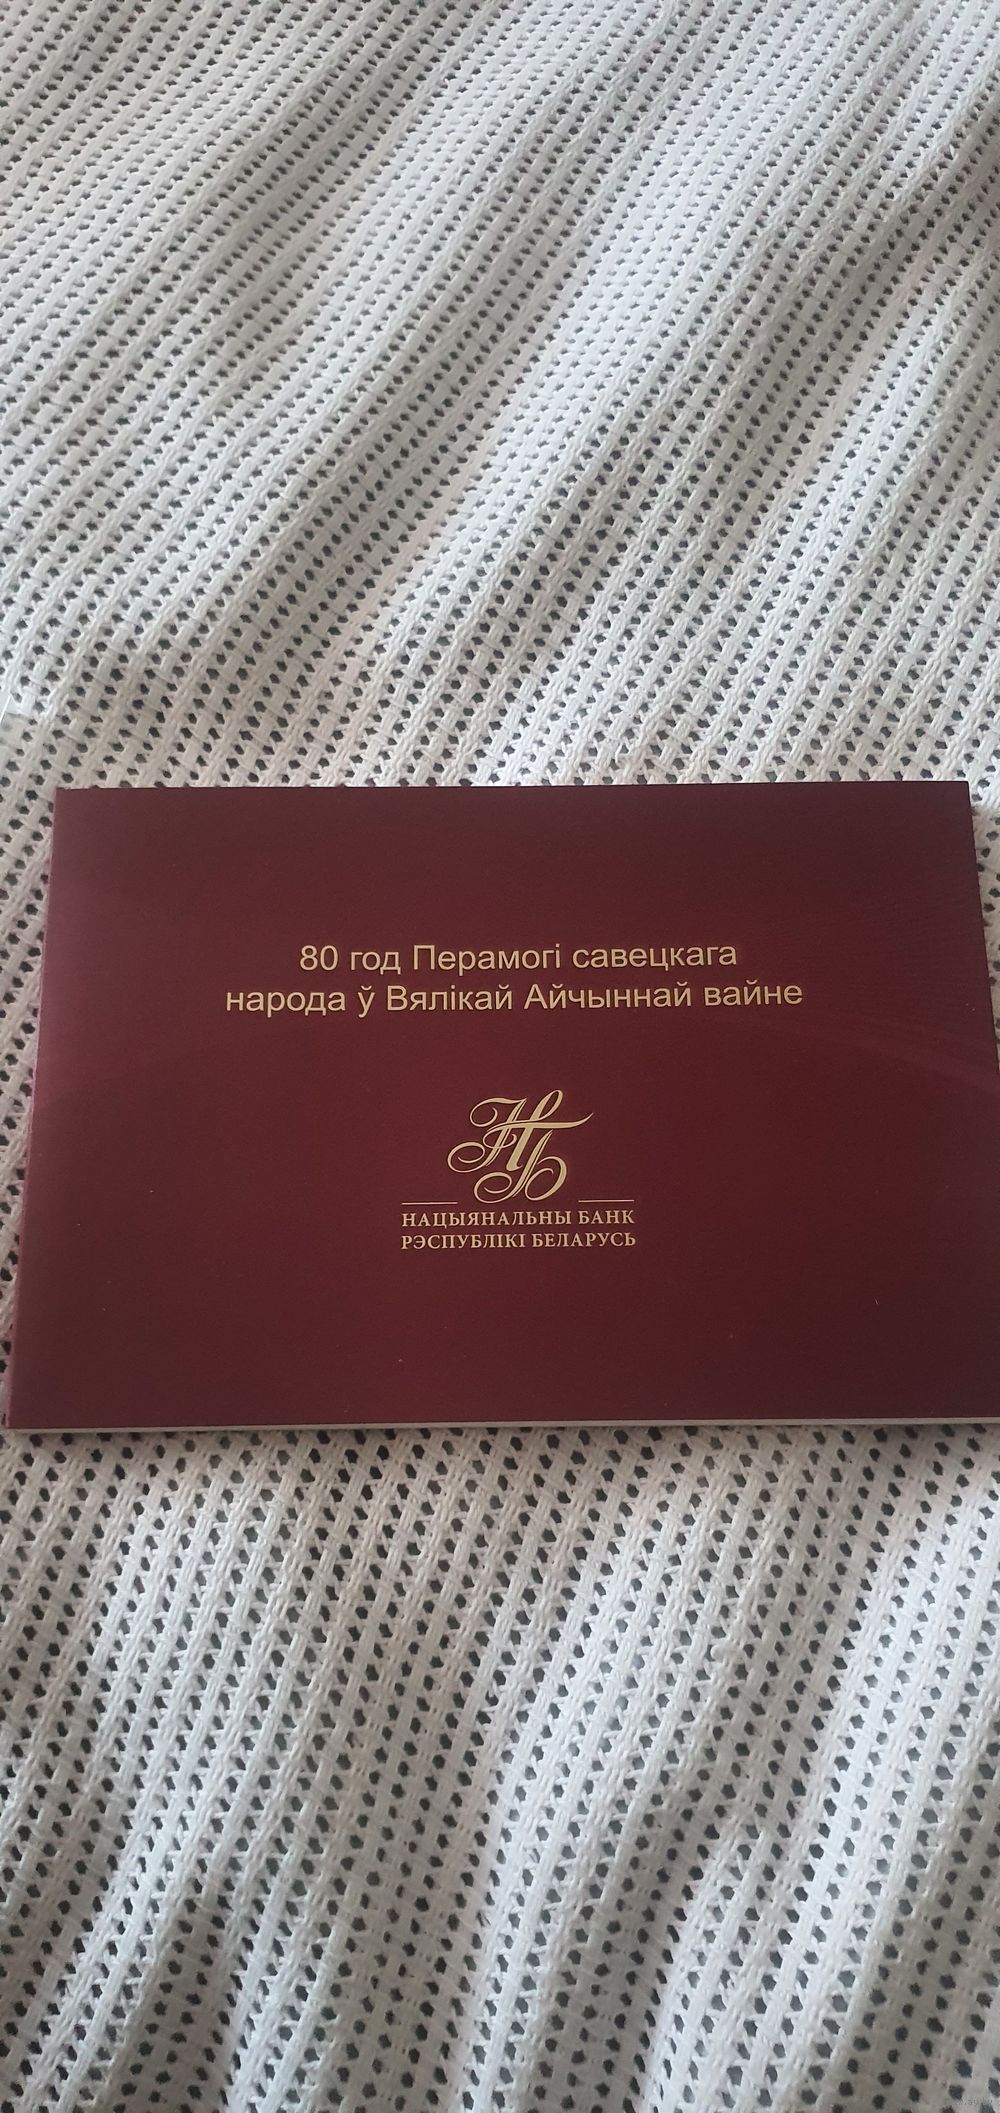 80 год Перамогі савецкага
народа ў Вялікай Айчыннай вайне
НБ
НАЦЫЯНАЛЬНЫ БАНК
РЭСПУБЛІКІ БЕЛАРУСЬ